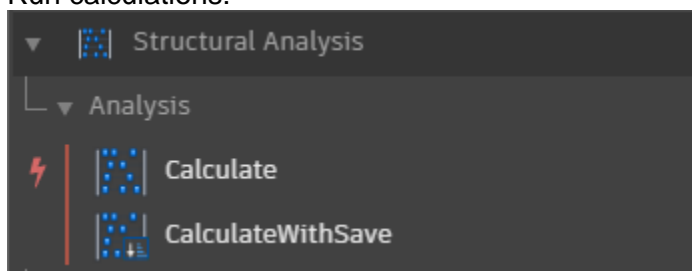 Run calculations.
Structural Analysis
Analysis
Calculate
CalculateWithSave